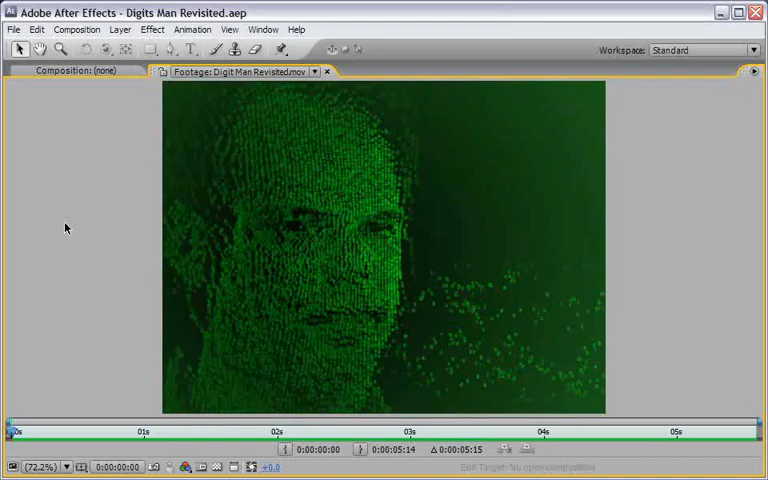 AE Adobe After Effects - Digits Man Revisited.aep
File Edit Composition Layer Effect Animation View Window Help
T Workspace: Standard
Composition: (none) Footage: Digit Man Revisited.mov
0s 01s 02s 03s 04s 05s
0:00:00:00 0:00:05:14 Δ 0:00:05:15
(72.2%) 0:00:00:00 +0.0 Edit Target: No open compositions